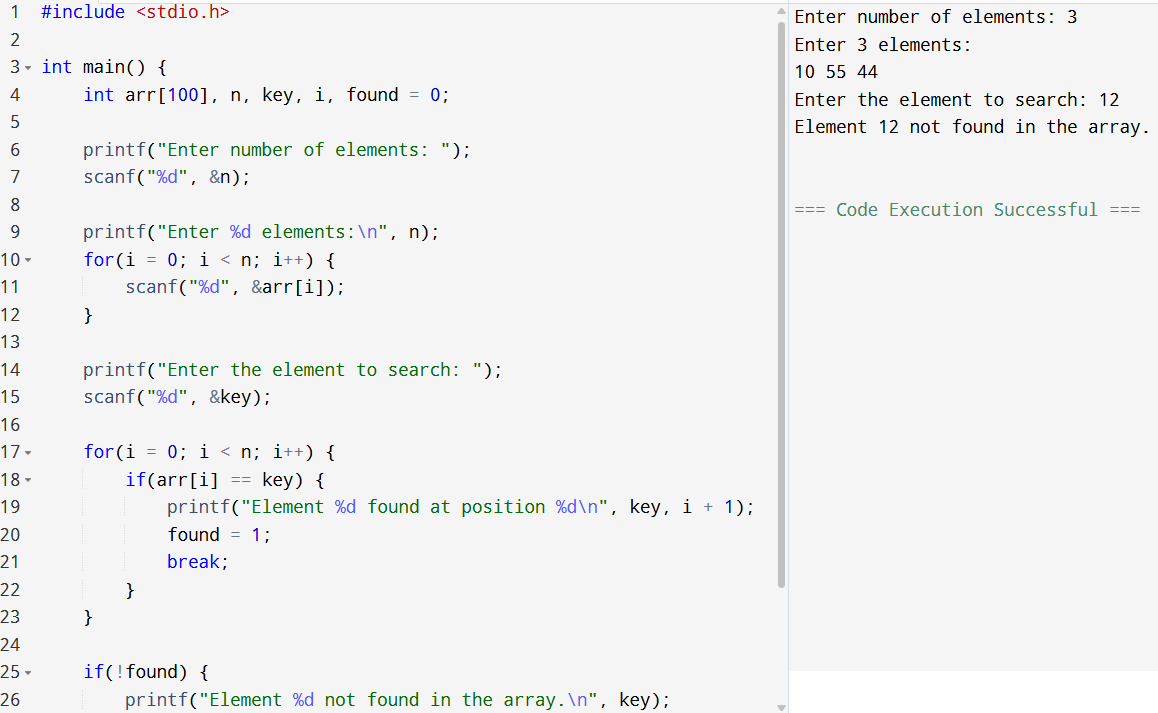 1 #include <stdio.h>
2
3 int main() {
4     int arr[100], n, key, i, found = 0;
5
6     printf("Enter number of elements: ");
7     scanf("%d", &n);
8
9     printf("Enter %d elements:\n", n);
10     for(i = 0; i < n; i++) {
11         scanf("%d", &arr[i]);
12     }
13
14     printf("Enter the element to search: ");
15     scanf("%d", &key);
16
17     for(i = 0; i < n; i++) {
18         if(arr[i] == key) {
19             printf("Element %d found at position %d\n", key, i + 1);
20             found = 1;
21             break;
22         }
23     }
24
25     if(!found) {
26         printf("Element %d not found in the array.\n", key);
Enter number of elements: 3
Enter 3 elements:
10 55 44
Enter the element to search: 12
Element 12 not found in the array.
=== Code Execution Successful ===